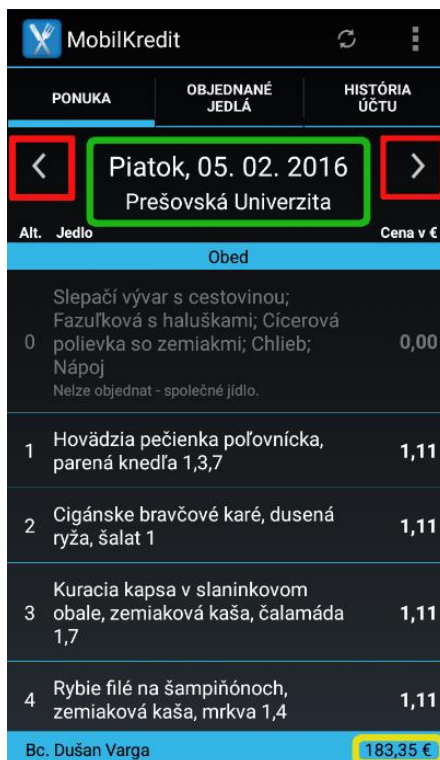 MobilKredit
PONUKA
OBJEDNANÉ
JEDLÁ
HISTÓRIA
ÚČTU
Piatok, 05. 02. 2016
Prešovská Univerzita
Alt. Jedlo Cena v €
Obed
Slepačí vývar s cestovinou;
Fazuľková s haluškami; Cícerová
0 polievka so zemiakmi; Chlieb; 0,00
Nápoj
Nelze objednat - společné jídlo.
Hovädzia pečienka poľovnícka,
1 parená knedľa 1,3,7 1,11
Cigánske bravčové karé, dusená
2 ryža, šalat 1 1,11
Kuracia kapsa v slaninkovom
3 obale, zemiaková kaša, čalamáda 1,11
1,7
Rybie filé na šampiňónoch,
4 zemiaková kaša, mrkva 1,4 1,11
Bc. Dušan Varga 183,35 €